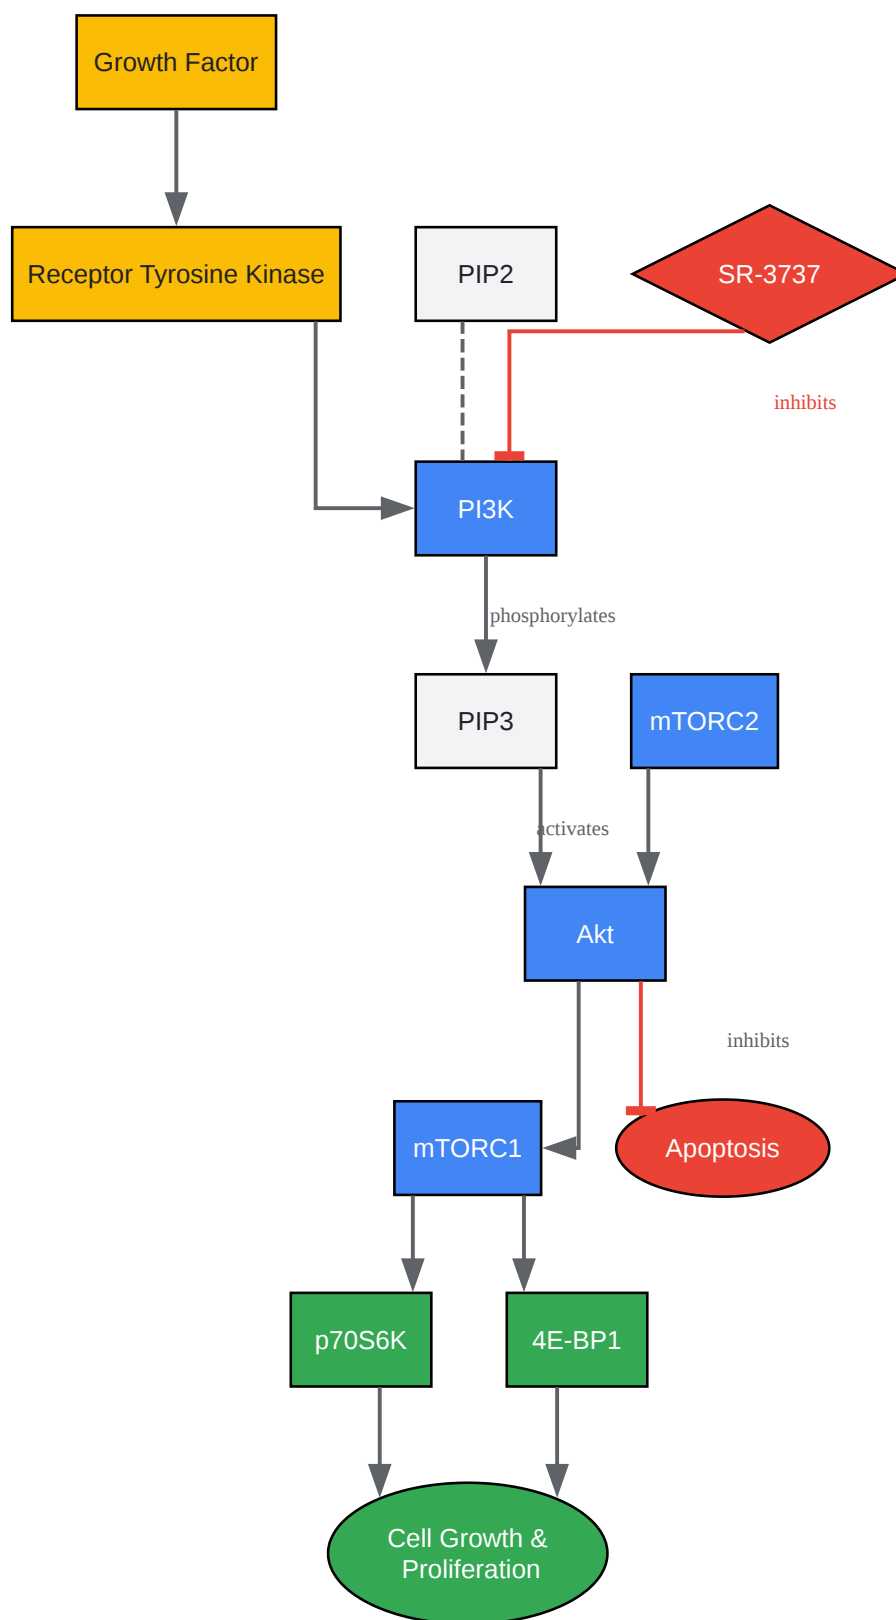 Growth Factor
Receptor Tyrosine Kinase
PIP2
SR-3737
inhibits
PI3K
phosphorylates
PIP3
mTORC2
activates
Akt
inhibits
mTORC1
Apoptosis
p70S6K
4E-BP1
Cell Growth &
Proliferation